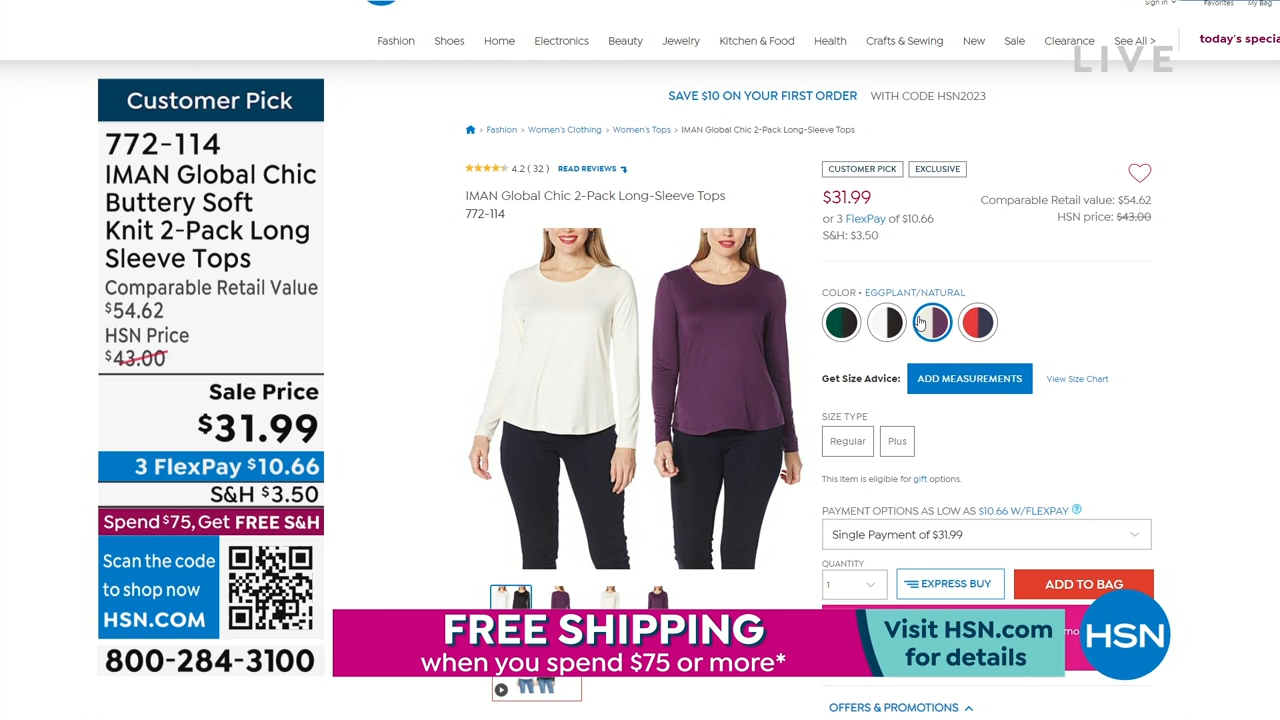 Sign In
Favorites
My Bag
Fashion
Shoes
Home
Electronics
Beauty
Jewelry
Kitchen & Food
Health
Crafts & Sewing
New
Sale
Clearance
See All >
today's specia
LIVE
Customer Pick
772-114
IMAN Global Chic
Buttery Soft
Knit 2-Pack Long
Sleeve Tops
Comparable Retail Value
$54.62
HSN Price
$43.00
Sale Price
$31.99
3 FlexPay $10.66
S&H $3.50
Spend $75, Get FREE S&H
Scan the code
to shop now
HSN.COM
800-284-3100
SAVE $10 ON YOUR FIRST ORDER WITH CODE HSN2023
> Fashion > Women's Clothing > Women's Tops > IMAN Global Chic 2-Pack Long-Sleeve Tops
4.2 ( 32 ) READ REVIEWS
IMAN Global Chic 2-Pack Long-Sleeve Tops
772-114
CUSTOMER PICK
EXCLUSIVE
$31.99
or 3 FlexPay of $10.66
S&H: $3.50
Comparable Retail value: $54.62
HSN price: $43.00
COLOR • EGGPLANT/NATURAL
Get Size Advice:
ADD MEASUREMENTS
View Size Chart
SIZE TYPE
Regular
Plus
This item is eligible for gift options.
PAYMENT OPTIONS AS LOW AS $10.66 W/FLEXPAY ?
Single Payment of $31.99
QUANTITY
1
EXPRESS BUY
ADD TO BAG
FREE SHIPPING
when you spend $75 or more*
Visit HSN.com
for details
HSN
OFFERS & PROMOTIONS